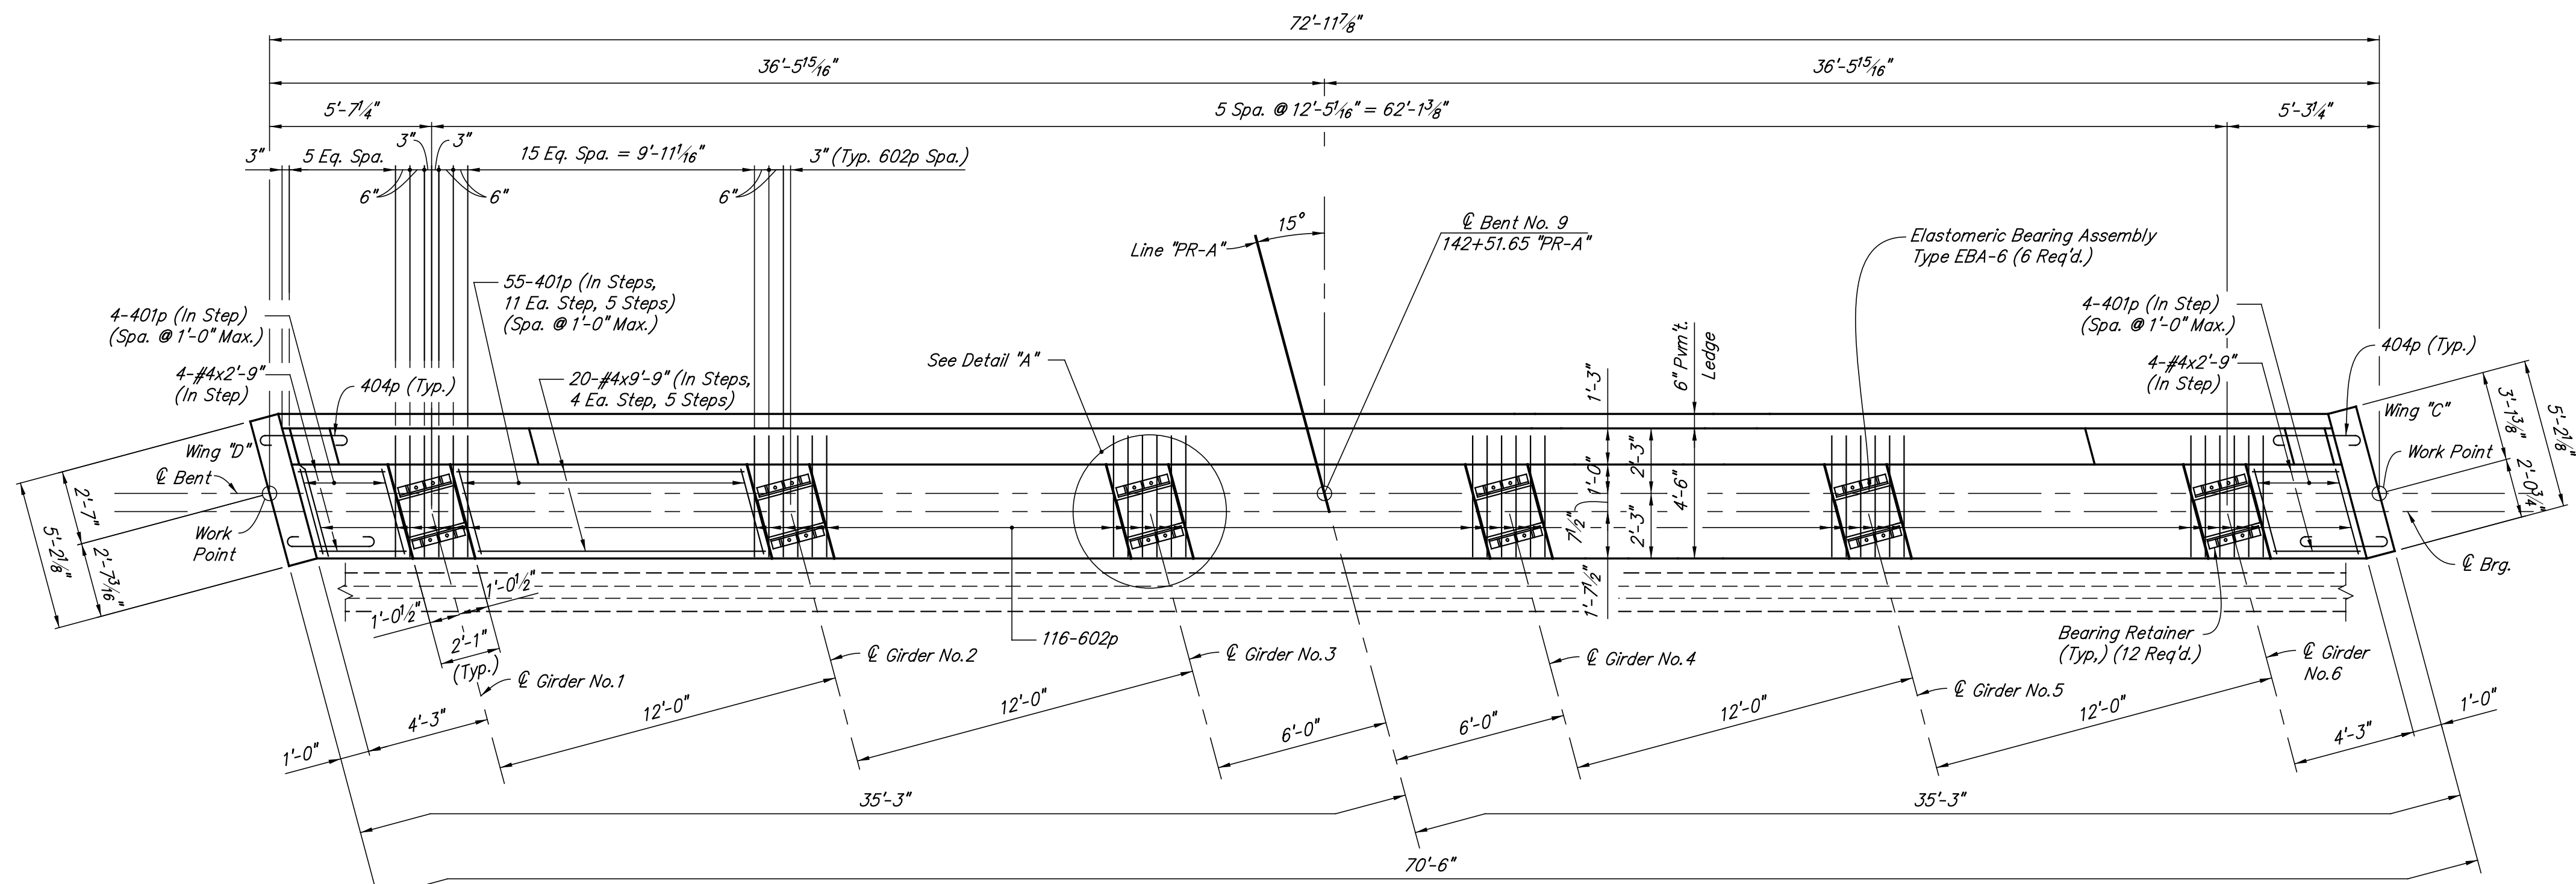 72'-11⅞"
36'-5¹⁵⁄₁₆"
36'-5¹⁵⁄₁₆"
5'-7¼"
5 Spa. @ 12'-5¹⁄₁₆" = 62'-1⅜"
5'-3¼"
3"
5 Eq. Spa.
3"
3"
15 Eq. Spa. = 9'-11¹⁄₁₆"
3" (Typ. 602p Spa.)
6"
6"
6"
Line "PR-A"
15°
℄ Bent No. 9
142+51.65 "PR-A"
Elastomeric Bearing Assembly
Type EBA-6 (6 Req'd.)
4-401p (In Step)
(Spa. @ 1'-0" Max.)
55-401p (In Steps,
11 Ea. Step, 5 Steps)
(Spa. @ 1'-0" Max.)
4-401p (In Step)
(Spa. @ 1'-0" Max.)
4-#4x2'-9"
(In Step)
404p (Typ.)
20-#4x9'-9" (In Steps,
4 Ea. Step, 5 Steps)
See Detail "A"
1'-3"
6" Pvm't.
Ledge
4-#4x2'-9"
(In Step)
404p (Typ.)
Wing "D"
℄ Bent
Work
Point
2'-7"
2'-7³⁄₁₆"
5'-2⅛"
1'-0"
2'-3"
4'-6"
7½"
2'-3"
1'-7½"
Wing "C"
Work Point
3'-1⅜"
5'-2⅛"
2'-0¾"
℄ Brg.
1'-0½"
1'-0½"
2'-1"
(Typ.)
116-602p
Bearing Retainer
(Typ,) (12 Req'd.)
℄ Girder No.1
℄ Girder No.2
℄ Girder No.3
℄ Girder No.4
℄ Girder No.5
℄ Girder
No.6
1'-0"
4'-3"
12'-0"
12'-0"
6'-0"
6'-0"
12'-0"
12'-0"
4'-3"
1'-0"
35'-3"
35'-3"
70'-6"